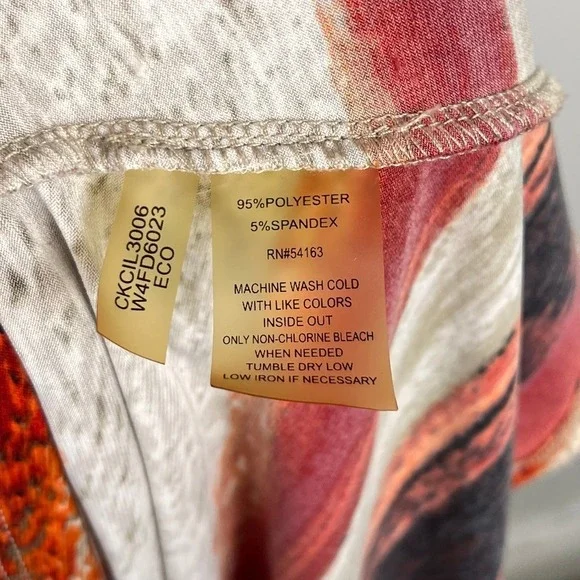 CKCIL3006
W4FD6023
ECO
95%POLYESTER
5%SPANDEX
RN#54163
MACHINE WASH COLD
WITH LIKE COLORS
INSIDE OUT
ONLY NON-CHLORINE BLEACH
WHEN NEEDED
TUMBLE DRY LOW
LOW IRON IF NECESSARY